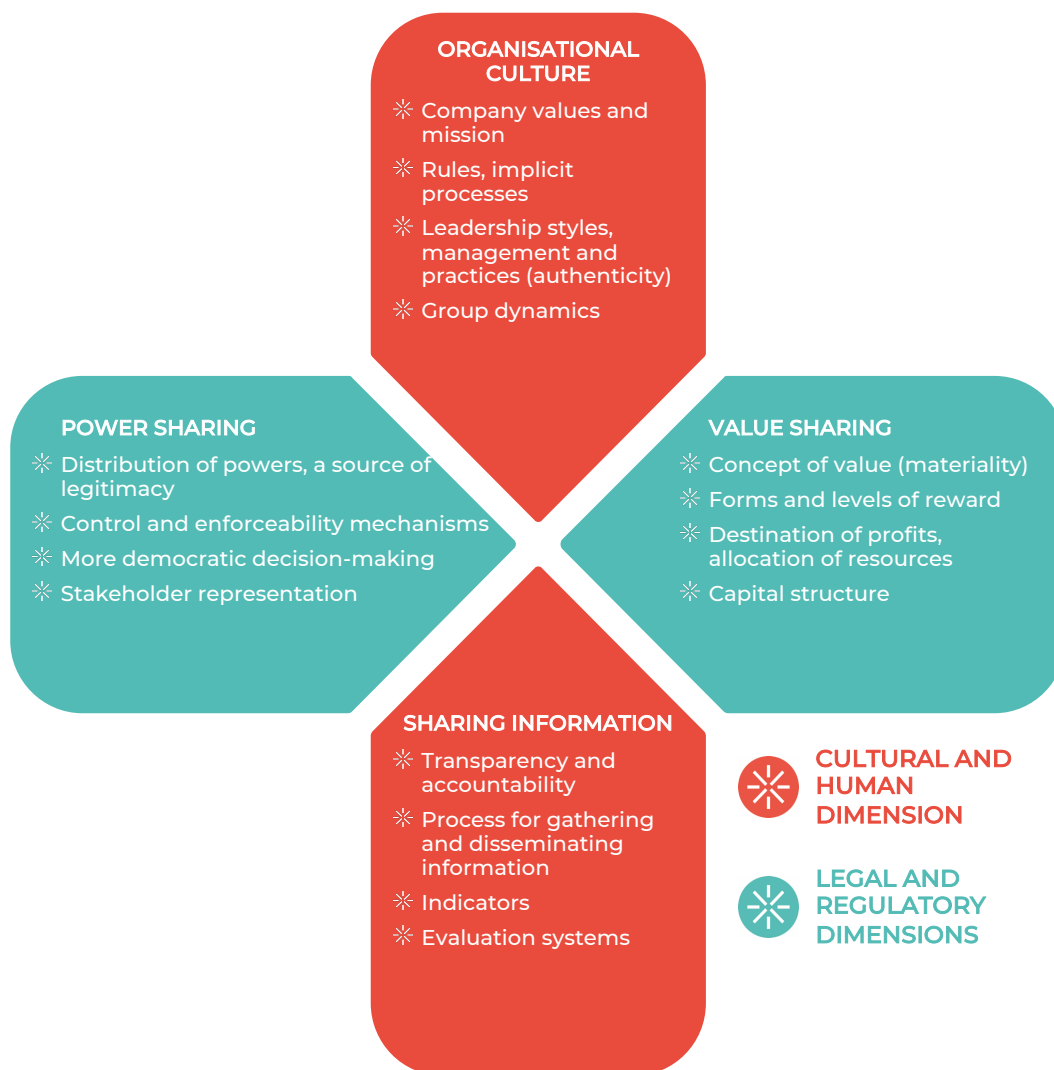 ORGANISATIONAL
CULTURE
Company values and
mission
Rules, implicit
processes
Leadership styles,
management and
practices (authenticity)
Group dynamics
POWER SHARING
Distribution of powers, a source of
legitimacy
Control and enforceability mechanisms
More democratic decision-making
Stakeholder representation
VALUE SHARING
Concept of value (materiality)
Forms and levels of reward
Destination of profits,
allocation of resources
Capital structure
SHARING INFORMATION
Transparency and
accountability
Process for gathering
and disseminating
information
Indicators
Evaluation systems
CULTURAL AND
HUMAN
DIMENSION
LEGAL AND
REGULATORY
DIMENSIONS